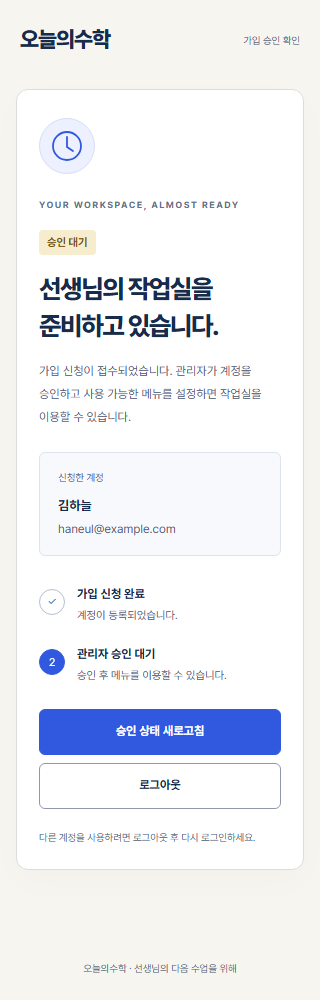 오늘의수학
가입 승인 확인
YOUR WORKSPACE, ALMOST READY
승인 대기
선생님의 작업실을
준비하고 있습니다.
가입 신청이 접수되었습니다. 관리자가 계정을
승인하고 사용 가능한 메뉴를 설정하면 작업실을
이용할 수 있습니다.
신청한 계정
김하늘
haneul@example.com
가입 신청 완료
계정이 등록되었습니다.
2
관리자 승인 대기
승인 후 메뉴를 이용할 수 있습니다.
승인 상태 새로고침
로그아웃
다른 계정을 사용하려면 로그아웃 후 다시 로그인하세요.
오늘의수학 · 선생님의 다음 수업을 위해